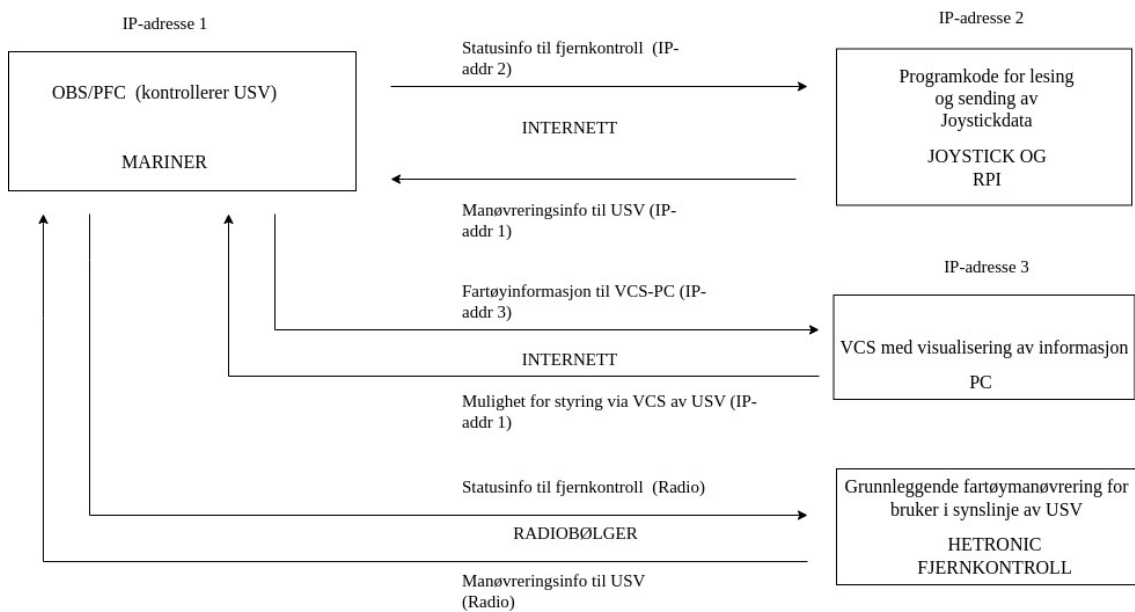 IP-adresse 1
IP-adresse 2
OBS/PFC (kontrollerer USV)
MARINER
Statusinfo til fjernkontroll (IP-
addr 2)
INTERNETT
Manøvreringsinfo til USV (IP-
addr 1)
Programkode for lesing
og sending av
Joystickdata
JOYSTICK OG
RPI
IP-adresse 3
Fartøyinformasjon til VCS-PC (IP-
addr 3)
INTERNETT
Mulighet for styring via VCS av USV (IP-
addr 1)
VCS med visualisering av informasjon
PC
Statusinfo til fjernkontroll (Radio)
RADIOBØLGER
Manøvreringsinfo til USV
(Radio)
Grunnleggende fartøymanøvrering for
bruker i synslinje av USV
HETRONIC
FJERNKONTROLL